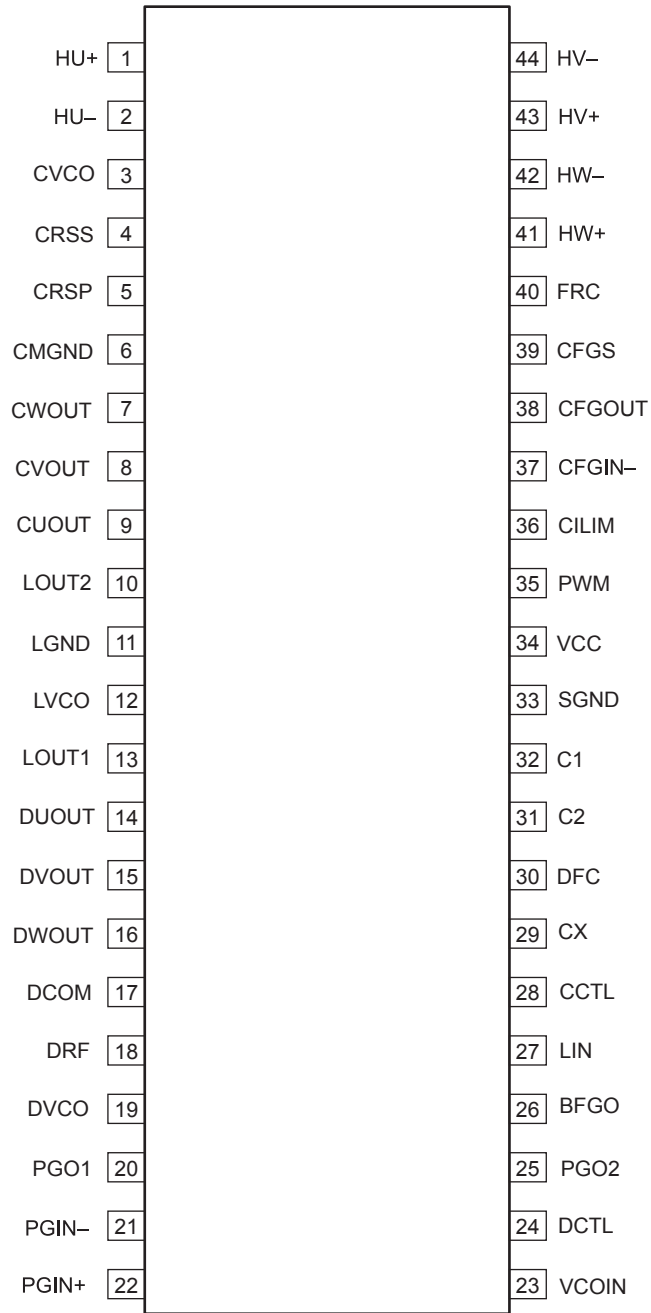 HU+ 1 44 HV–
HU– 2 43 HV+
CVCO 3 42 HW–
CRSS 4 41 HW+
CRSP 5 40 FRC
CMGND 6 39 CFGS
CWOUT 7 38 CFGOUT
CVOUT 8 37 CFGIN–
CUOUT 9 36 CILIM
LOUT2 10 35 PWM
LGND 11 34 VCC
LVCO 12 33 SGND
LOUT1 13 32 C1
DUOUT 14 31 C2
DVOUT 15 30 DFC
DWOUT 16 29 CX
DCOM 17 28 CCTL
DRF 18 27 LIN
DVCO 19 26 BFGO
PGO1 20 25 PGO2
PGIN– 21 24 DCTL
PGIN+ 22 23 VCOIN